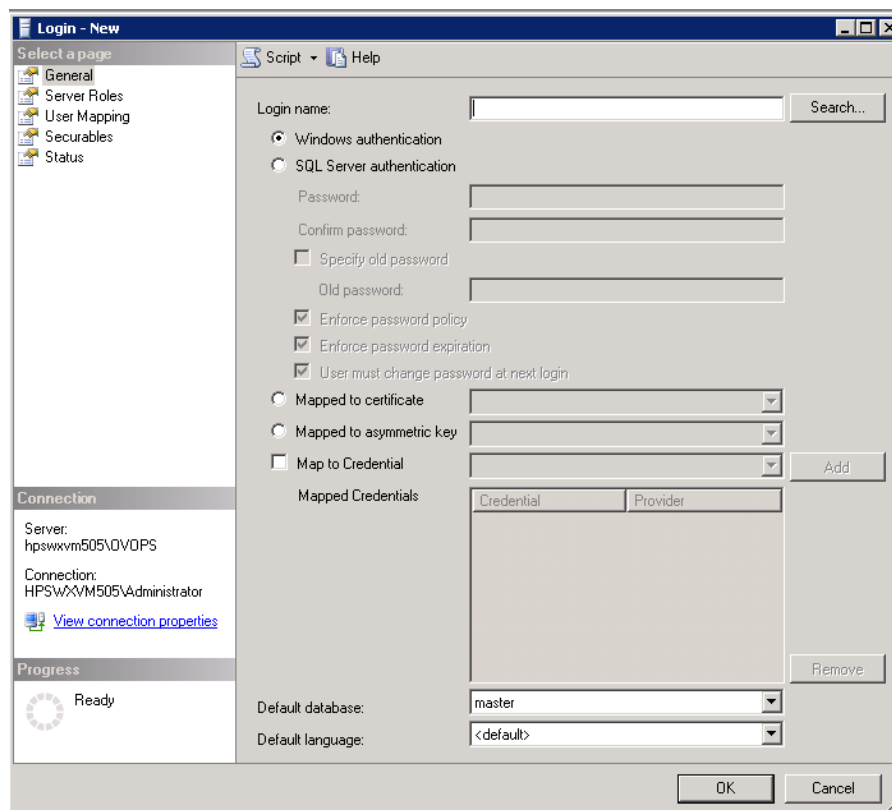 Login - New
Select a page
General
Server Roles
User Mapping
Securables
Status
Connection
Server:
hpswxvm505\OVOPS
Connection:
HPSWXVM505\Administrator
View connection properties
Progress
Ready
Script Help
Login name: Search...
Windows authentication
SQL Server authentication
Password:
Confirm password:
Specify old password
Old password:
Enforce password policy
Enforce password expiration
User must change password at next login
Mapped to certificate
Mapped to asymmetric key
Map to Credential Add
Mapped Credentials Credential Provider
Remove
Default database: master
Default language: <default>
OK Cancel